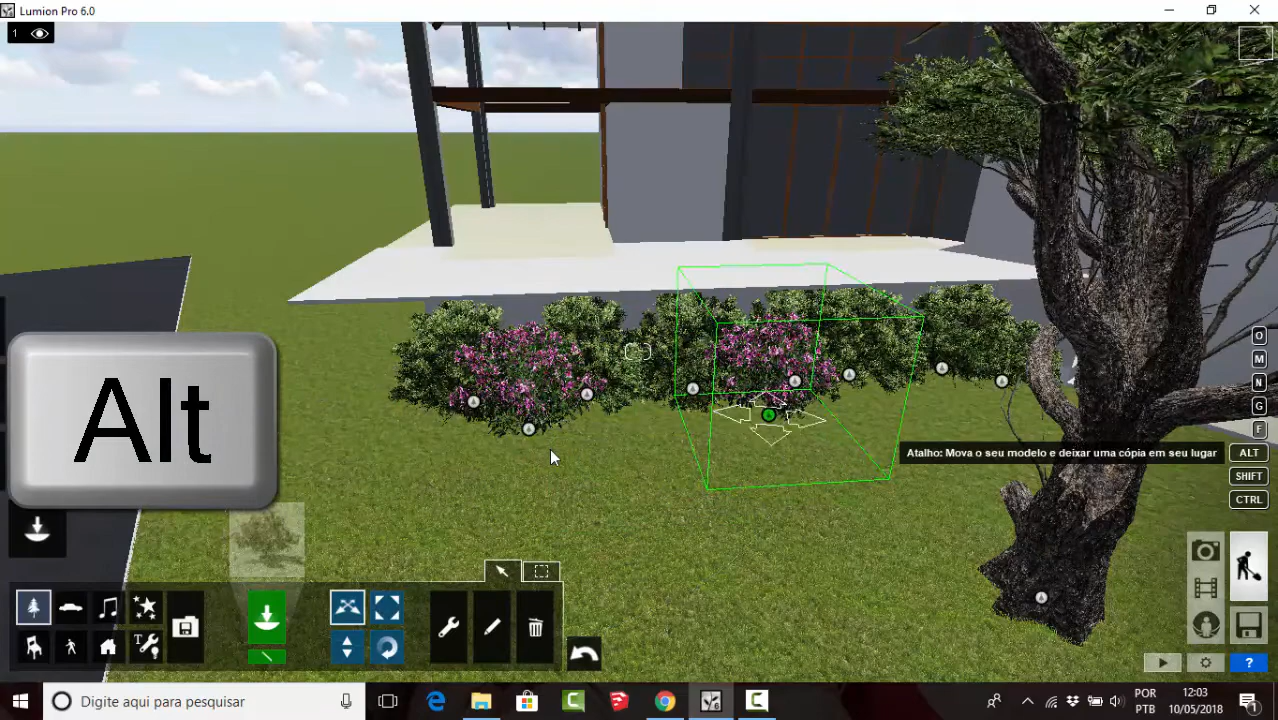 Lumion Pro 6.0
1
Alt
O
M
N
G
F
Atalho: Mova o seu modelo e deixar uma cópia em seu lugar
ALT
SHIFT
CTRL
?
Digite aqui para pesquisar
POR
PTB
12:03
10/05/2018